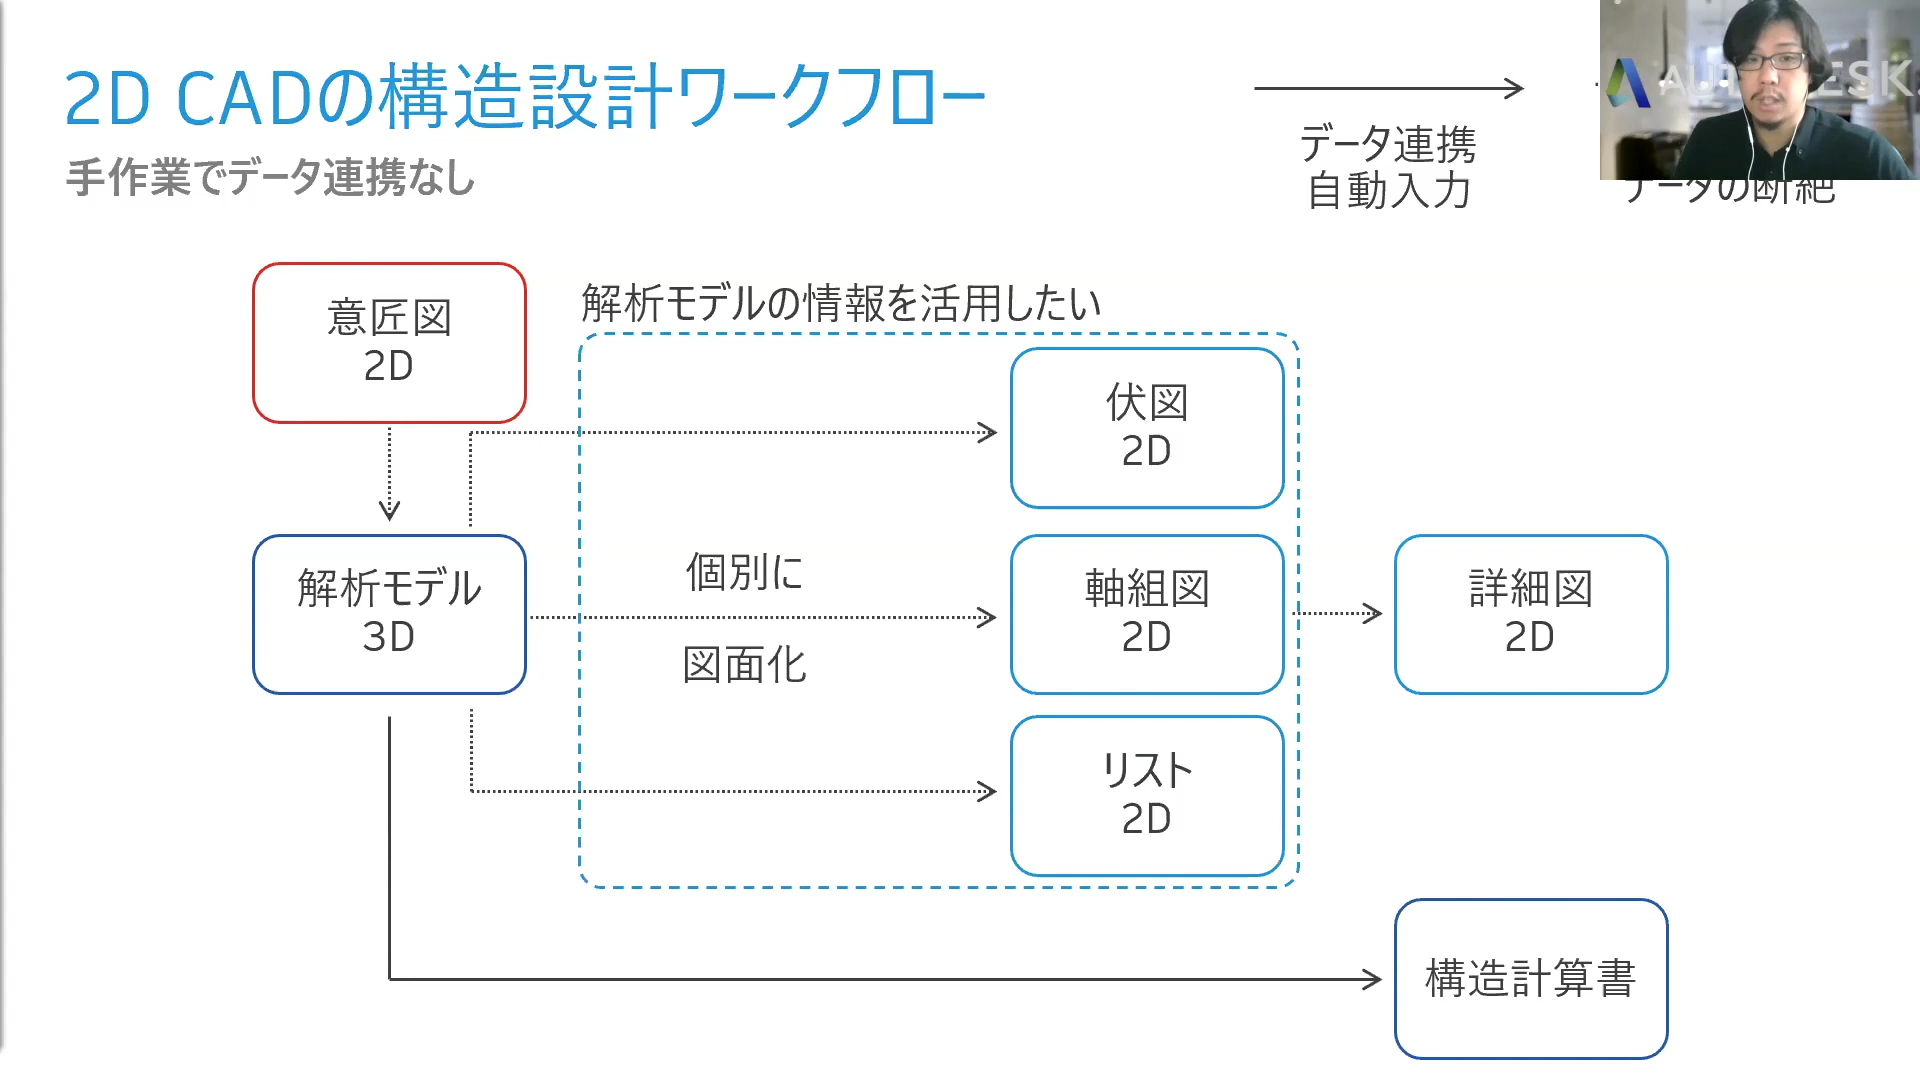 2D CADの構造設計ワークフロー
手作業でデータ連携なし
データ連携
自動入力
AUTODESK
データの断絶
意匠図
2D
解析モデルの情報を活用したい
伏図
2D
解析モデル
3D
個別に
図面化
軸組図
2D
詳細図
2D
リスト
2D
構造計算書